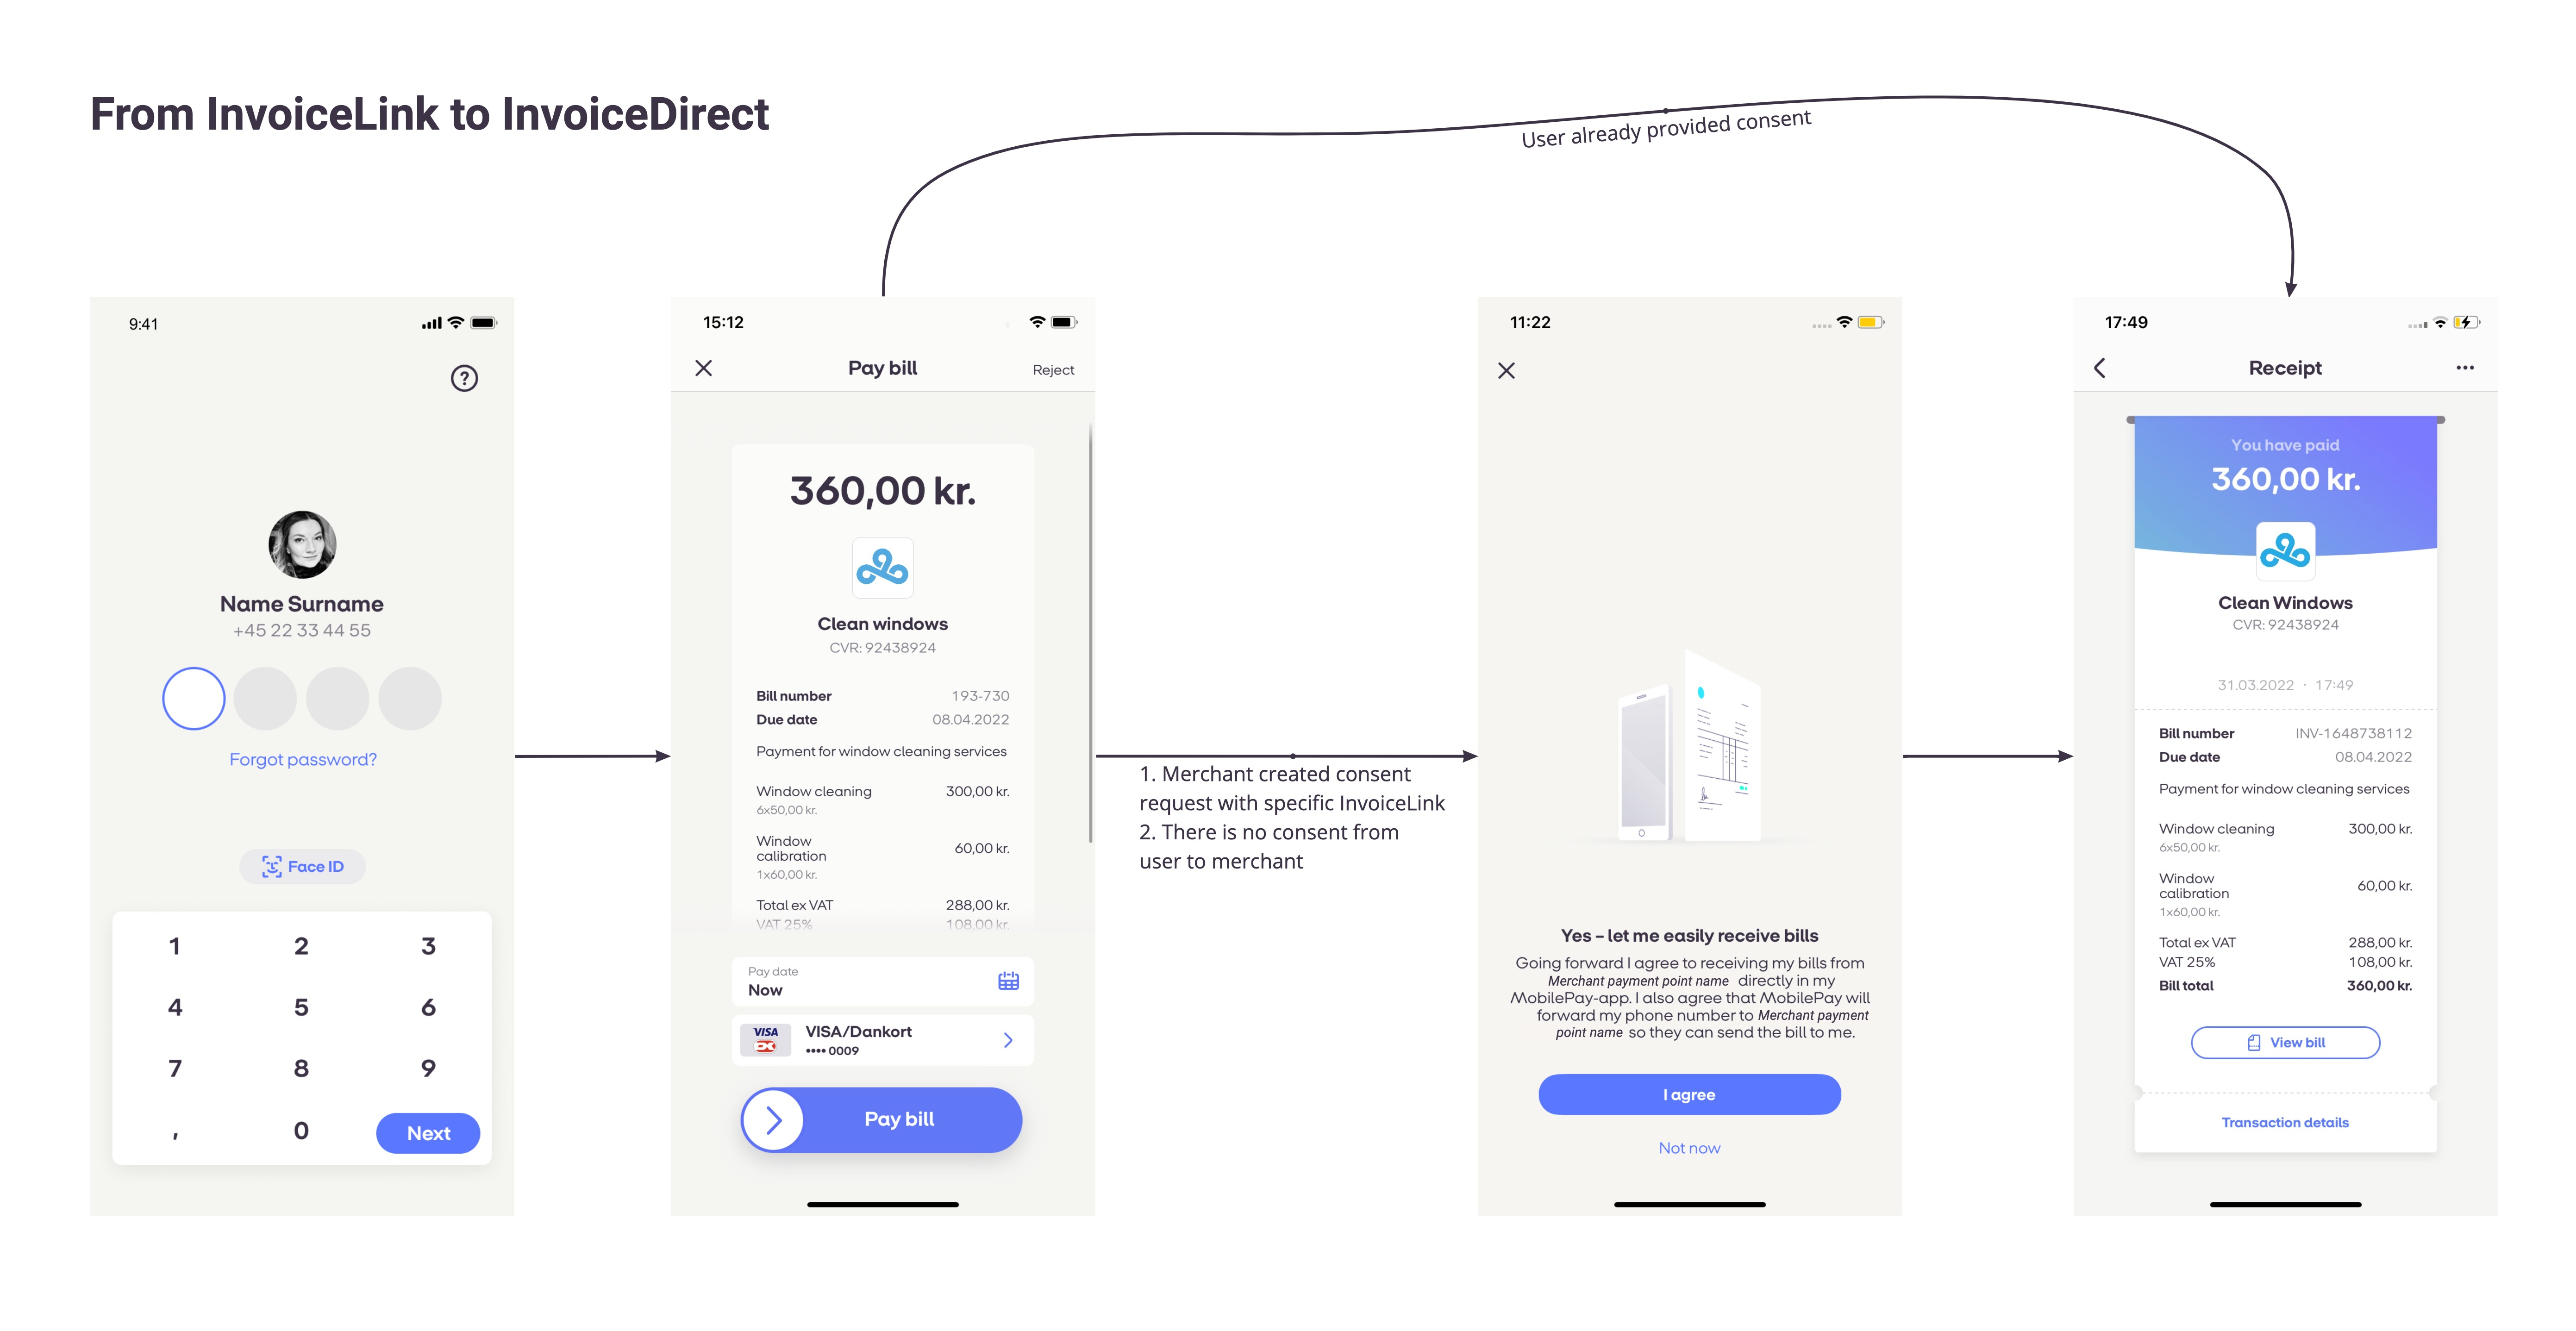 From InvoiceLink to InvoiceDirect
User already provided consent
9:41
Name Surname
+45 22 33 44 55
Forgot password?
Face ID
1 2 3
4 5 6
7 8 9
, 0 Next
15:12
Pay bill Reject
360,00 kr.
Clean windows
CVR: 92438924
Bill number 193-730
Due date 08.04.2022
Payment for window cleaning services
Window cleaning 300,00 kr.
6x50,00 kr.
Window
calibration 60,00 kr.
1x60,00 kr.
Total ex VAT 288,00 kr.
VAT 25% 108,00 kr.
Pay date
Now
VISA
VISA/Dankort
•••• 0009
Pay bill
1. Merchant created consent
request with specific InvoiceLink
2. There is no consent from
user to merchant
11:22
Yes – let me easily receive bills
Going forward I agree to receiving my bills from
Merchant payment point name directly in my
MobilePay-app. I also agree that MobilePay will
forward my phone number to Merchant payment
point name so they can send the bill to me.
I agree
Not now
17:49
Receipt
You have paid
360,00 kr.
Clean Windows
CVR: 92438924
31.03.2022 · 17:49
Bill number INV-1648738112
Due date 08.04.2022
Payment for window cleaning services
Window cleaning 300,00 kr.
6x50,00 kr.
Window
calibration 60,00 kr.
1x60,00 kr.
Total ex VAT 288,00 kr.
VAT 25% 108,00 kr.
Bill total 360,00 kr.
View bill
Transaction details